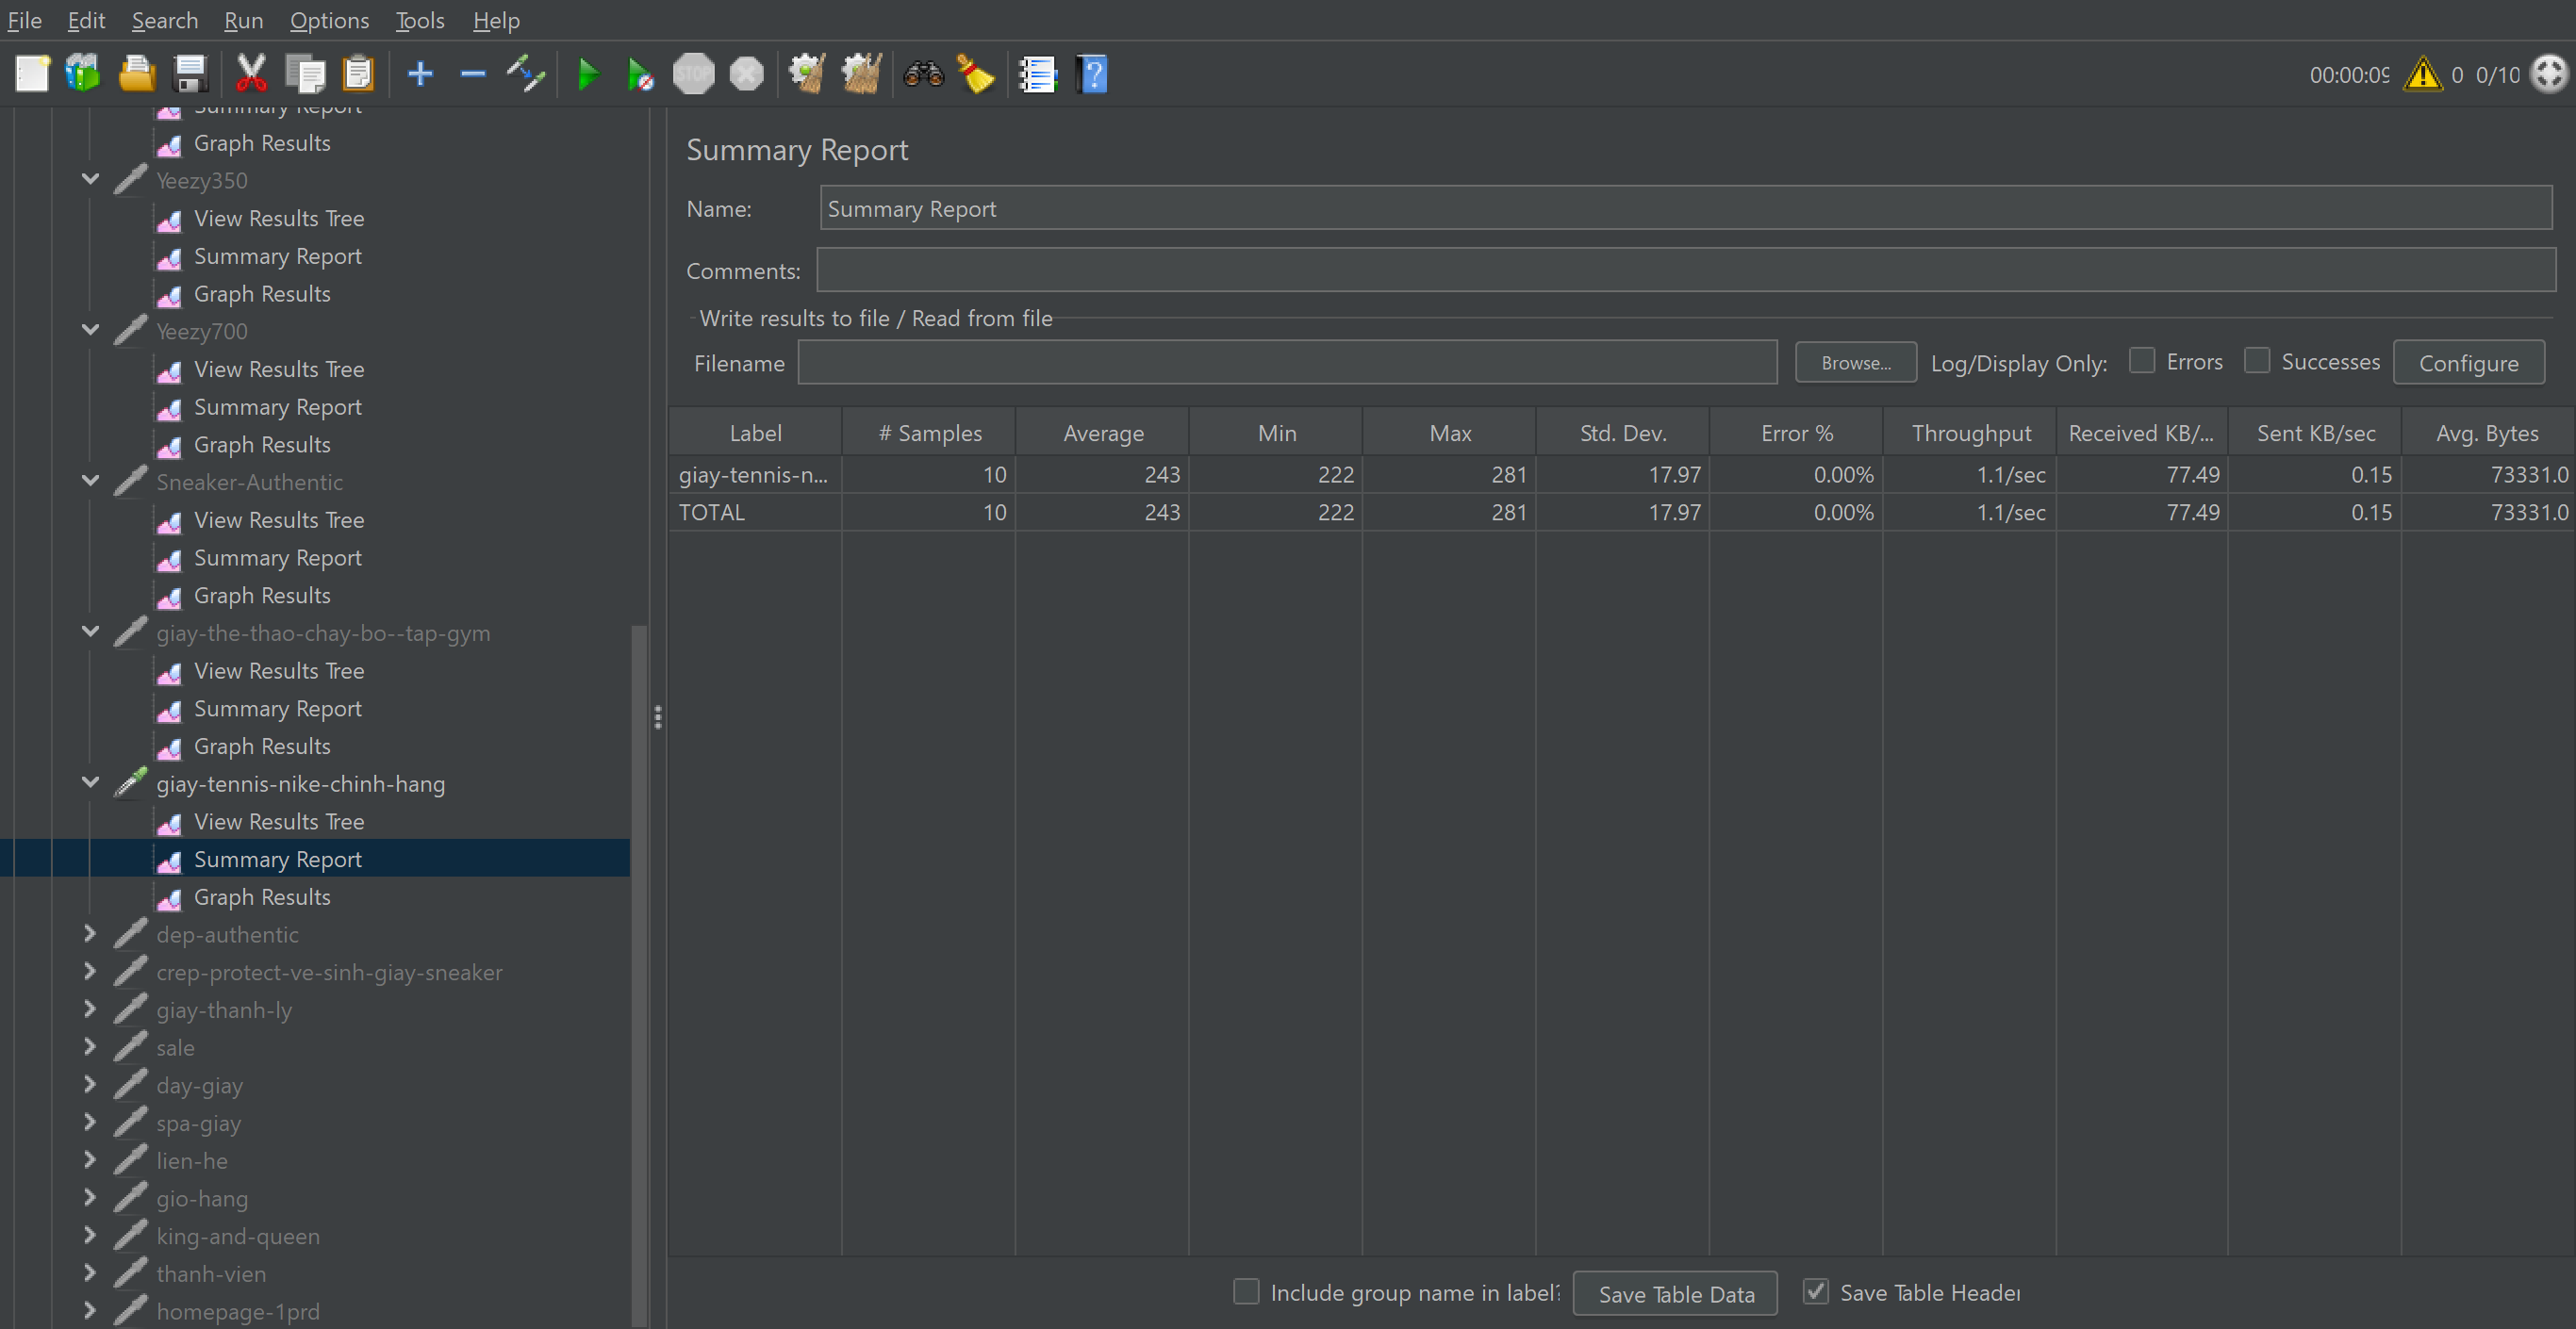 File Edit Search Run Options Tools Help
00:00:09 0 0/10
Summary Report
Graph Results
Yeezy350
View Results Tree
Summary Report
Graph Results
Yeezy700
View Results Tree
Summary Report
Graph Results
Sneaker-Authentic
View Results Tree
Summary Report
Graph Results
giay-the-thao-chay-bo--tap-gym
View Results Tree
Summary Report
Graph Results
giay-tennis-nike-chinh-hang
View Results Tree
Summary Report
Graph Results
dep-authentic
crep-protect-ve-sinh-giay-sneaker
giay-thanh-ly
sale
day-giay
spa-giay
lien-he
gio-hang
king-and-queen
thanh-vien
homepage-1prd
Summary Report
Name: Summary Report
Comments:
Write results to file / Read from file
Filename Browse... Log/Display Only: Errors Successes Configure
Label # Samples Average Min Max Std. Dev. Error % Throughput Received KB/... Sent KB/sec Avg. Bytes
giay-tennis-n... 10 243 222 281 17.97 0.00% 1.1/sec 77.49 0.15 73331.0
TOTAL 10 243 222 281 17.97 0.00% 1.1/sec 77.49 0.15 73331.0
Include group name in label? Save Table Data Save Table Header